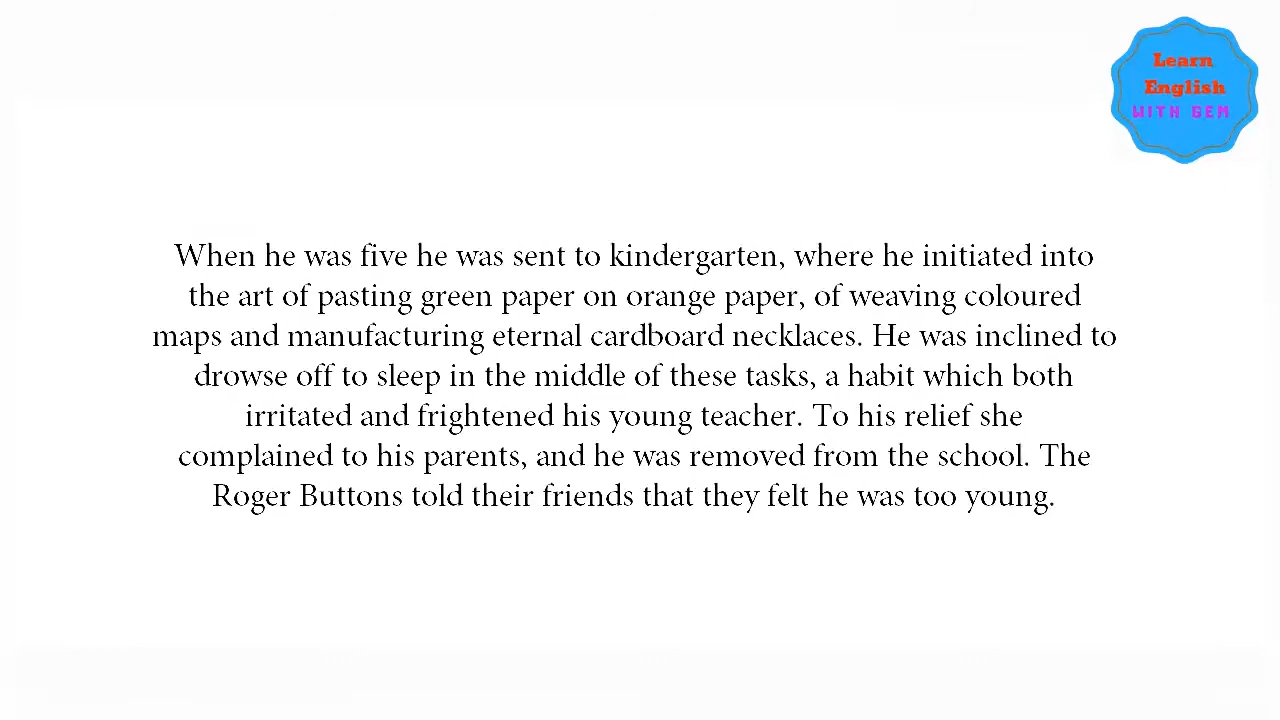 Learn
English
WITH GEM
When he was five he was sent to kindergarten, where he initiated into
the art of pasting green paper on orange paper, of weaving coloured
maps and manufacturing eternal cardboard necklaces. He was inclined to
drowse off to sleep in the middle of these tasks, a habit which both
irritated and frightened his young teacher. To his relief she
complained to his parents, and he was removed from the school. The
Roger Buttons told their friends that they felt he was too young.